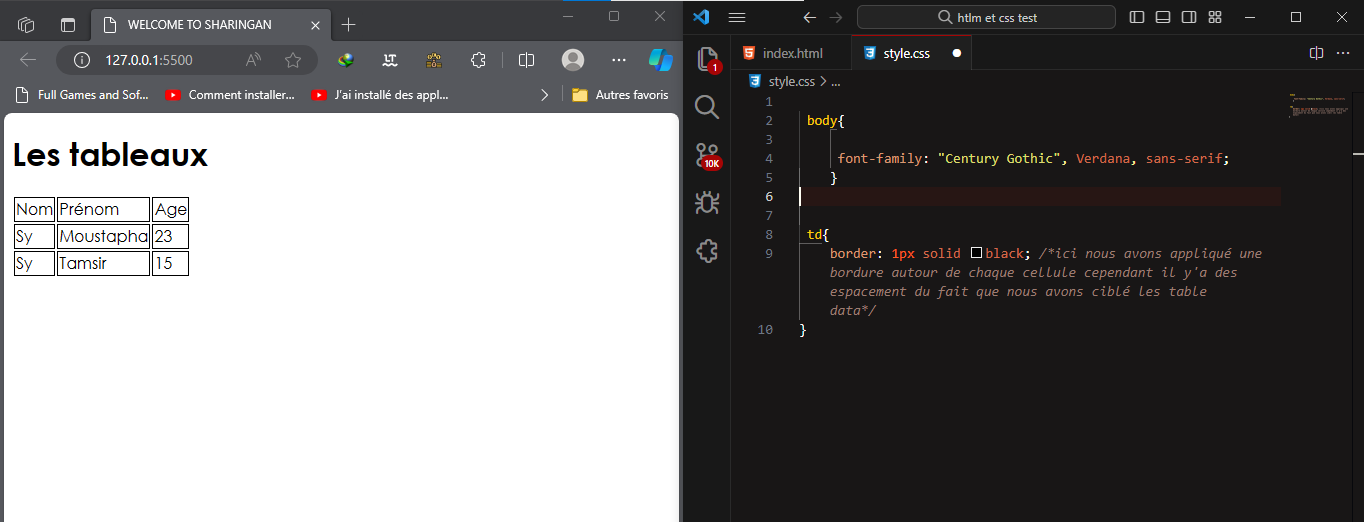 WELCOME TO SHARINGAN
127.0.0.1:5500
Full Games and Sof...
Comment installer...
J'ai installé des appl...
Autres favoris
Les tableaux
Nom Prénom Age
Sy Moustapha 23
Sy Tamsir 15
htlm et css test
1
10K
index.html
style.css
style.css > ...
1
2 body{
3
4 font-family: "Century Gothic", Verdana, sans-serif;
5 }
6
7
8 td{
9 border: 1px solid black; /*ici nous avons appliqué une
bordure autour de chaque cellule cependant il y'a des
espacement du fait que nous avons ciblé les table
data*/
10 }